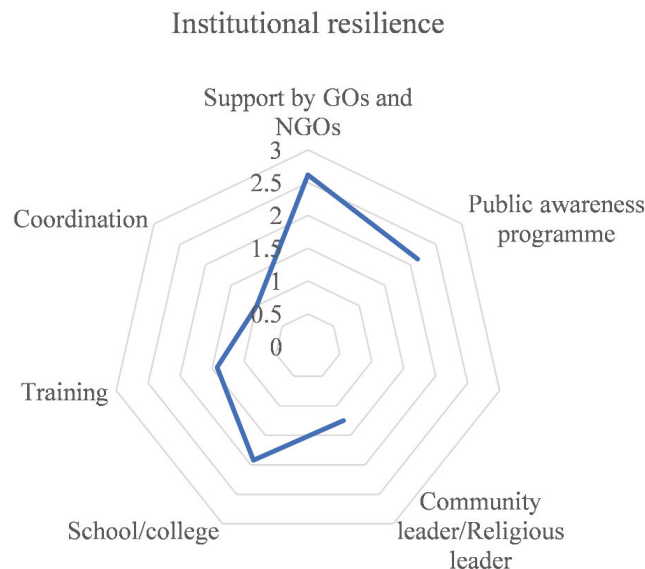 Institutional resilience
Support by GOs and
NGOs
3
2.5
2
1.5
1
0.5
0
Public awareness
programme
Community
leader/Religious
leader
School/college
Training
Coordination